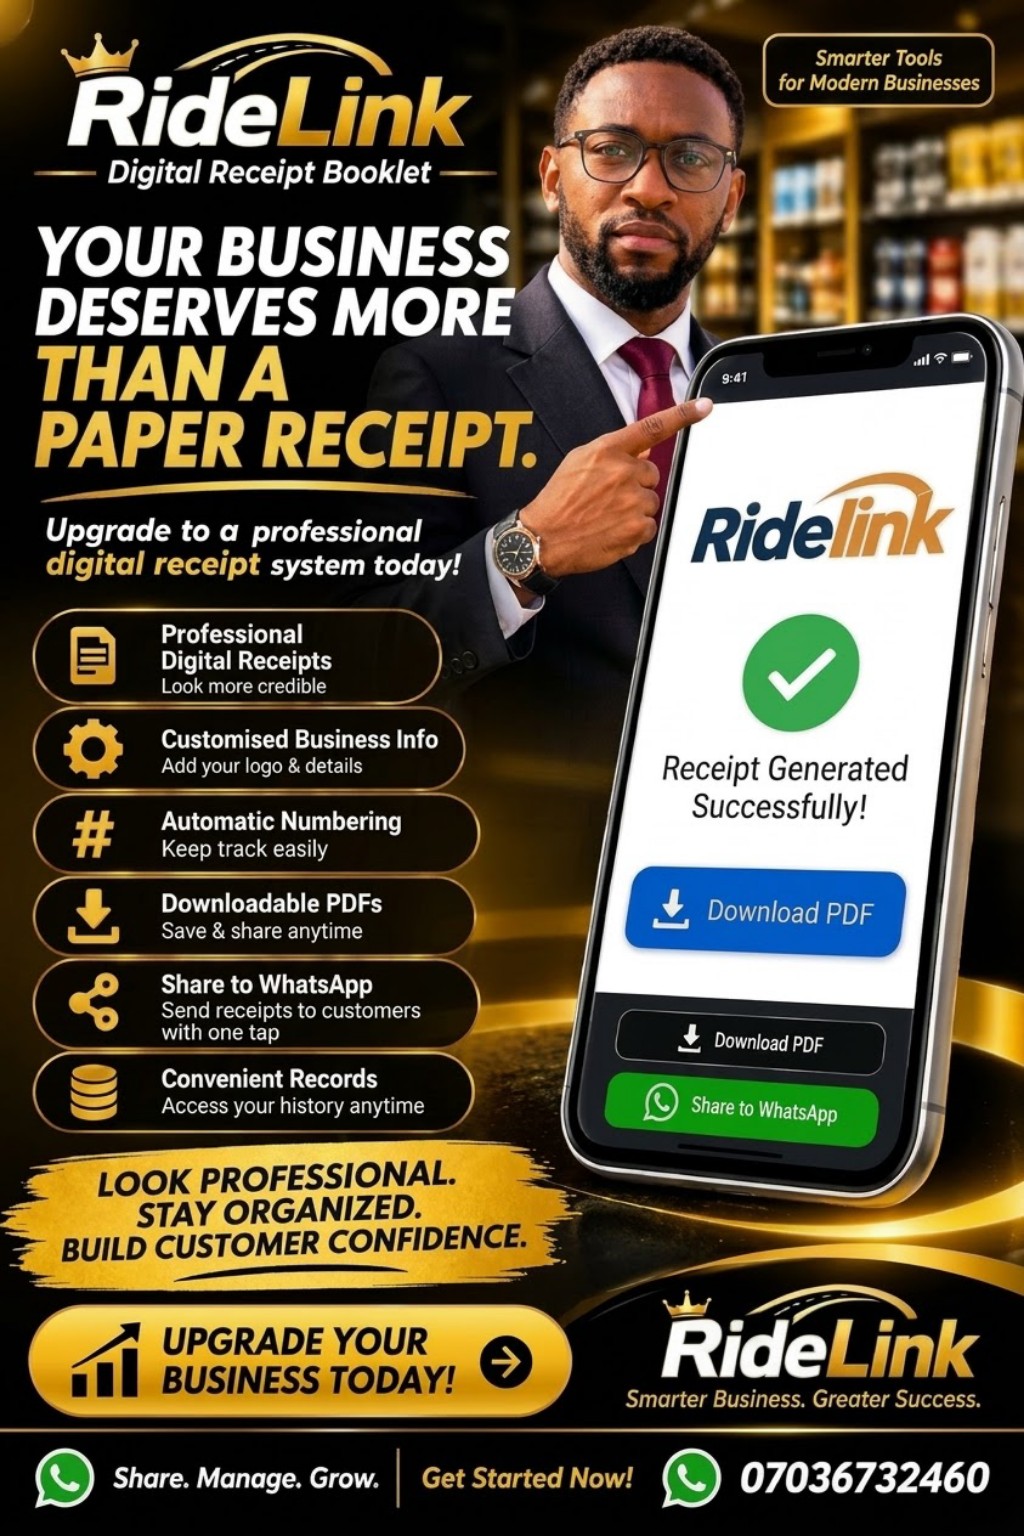 RideLink
Digital Receipt Booklet
Smarter Tools
for Modern Businesses
YOUR BUSINESS
DESERVES MORE
THAN A
PAPER RECEIPT.
Upgrade to a professional
digital receipt system today!
Professional
Digital Receipts
Look more credible
Customised Business Info
Add your logo & details
#
Automatic Numbering
Keep track easily
Downloadable PDFs
Save & share anytime
Share to WhatsApp
Send receipts to customers
with one tap
Convenient Records
Access your history anytime
9:41
Ridelink
Receipt Generated
Successfully!
Download PDF
Download PDF
Share to WhatsApp
LOOK PROFESSIONAL.
STAY ORGANIZED.
BUILD CUSTOMER CONFIDENCE.
UPGRADE YOUR
BUSINESS TODAY!
RideLink
Smarter Business. Greater Success.
Share. Manage. Grow.
Get Started Now!
07036732460